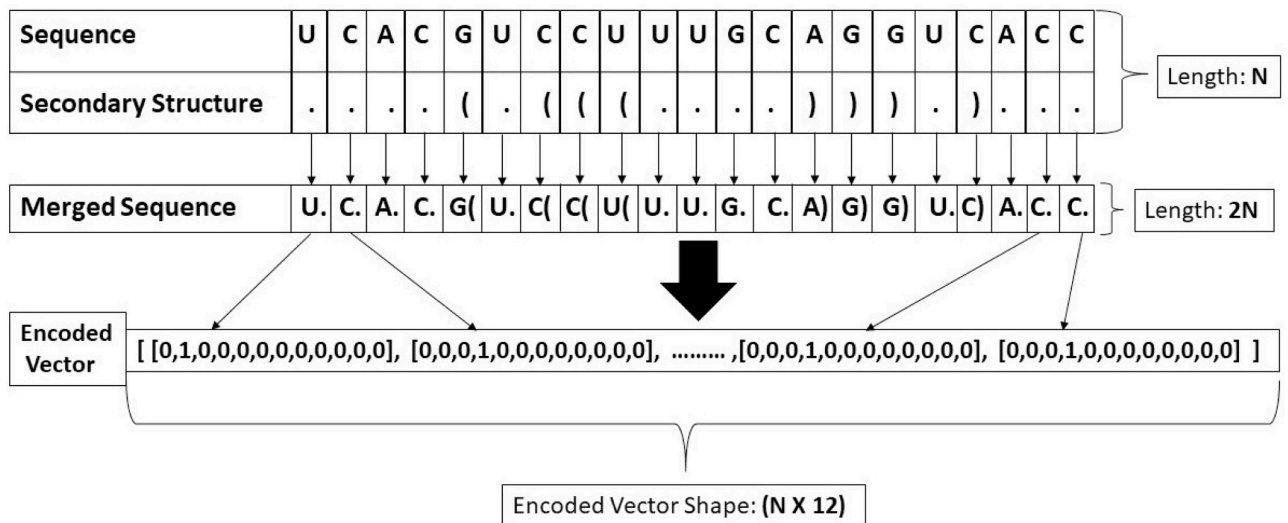 Sequence U C A C G U C C U U U G C A G G U C A C C
Length: N
Secondary Structure . . . . ( . ( ( ( . . . . ) ) ) . ) . . .
Merged Sequence U. C. A. C. G( U. C( C( U( U. U. G. C. A) G) G) U. C) A. C. C.
Length: 2N
Encoded
Vector
[ [0,1,0,0,0,0,0,0,0,0,0,0], [0,0,0,1,0,0,0,0,0,0,0,0], ……… ,[0,0,0,1,0,0,0,0,0,0,0,0], [0,0,0,1,0,0,0,0,0,0,0,0] ]
Encoded Vector Shape: (N X 12)